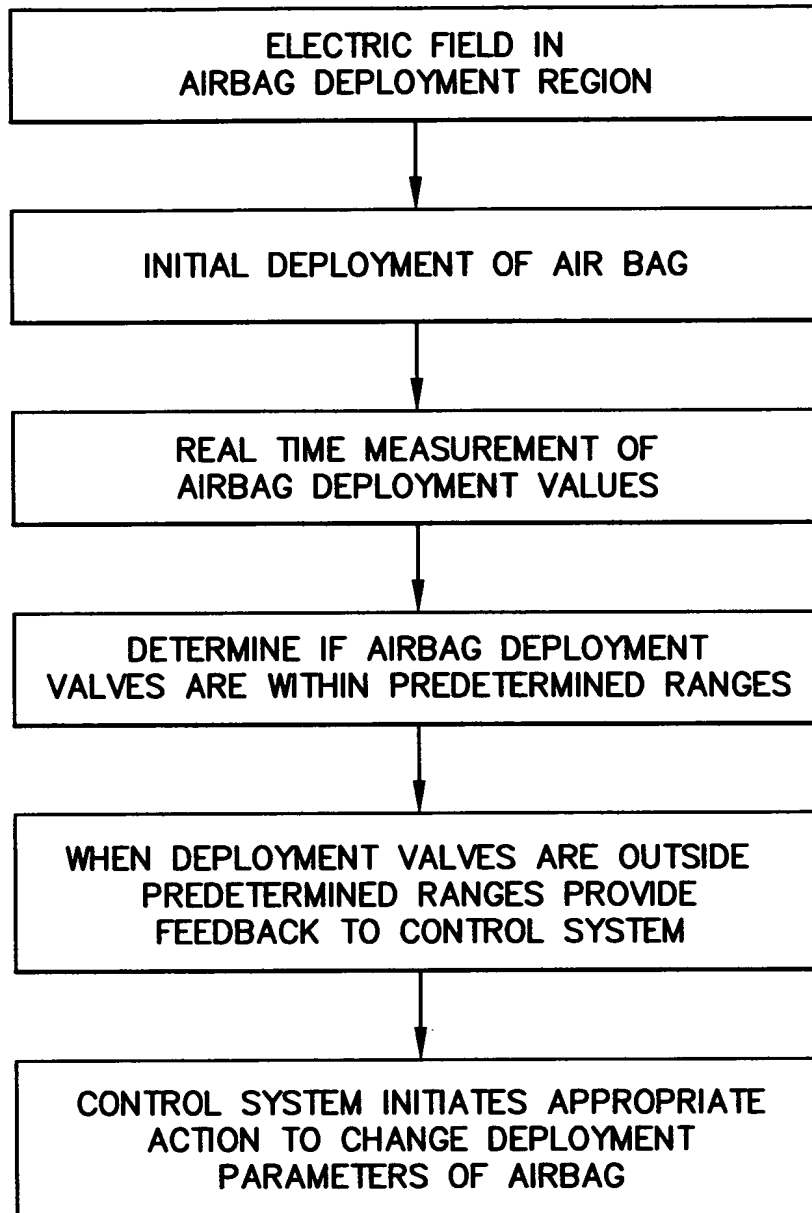 ELECTRIC FIELD IN
AIRBAG DEPLOYMENT REGION
INITIAL DEPLOYMENT OF AIR BAG
REAL TIME MEASUREMENT OF
AIRBAG DEPLOYMENT VALUES
DETERMINE IF AIRBAG DEPLOYMENT
VALVES ARE WITHIN PREDETERMINED RANGES
WHEN DEPLOYMENT VALVES ARE OUTSIDE
PREDETERMINED RANGES PROVIDE
FEEDBACK TO CONTROL SYSTEM
CONTROL SYSTEM INITIATES APPROPRIATE
ACTION TO CHANGE DEPLOYMENT
PARAMETERS OF AIRBAG